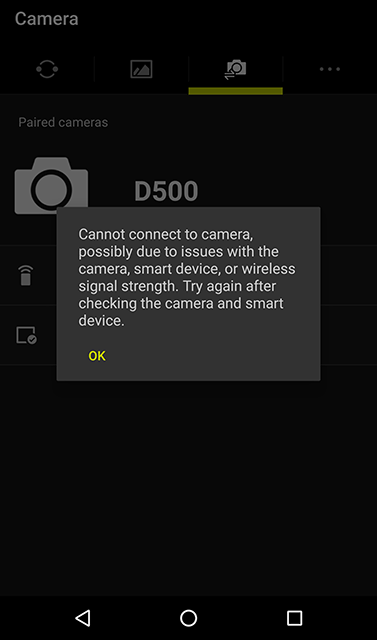 Camera
Paired cameras
D500
Cannot connect to camera,
possibly due to issues with the
camera, smart device, or wireless
signal strength. Try again after
checking the camera and smart
device.
OK